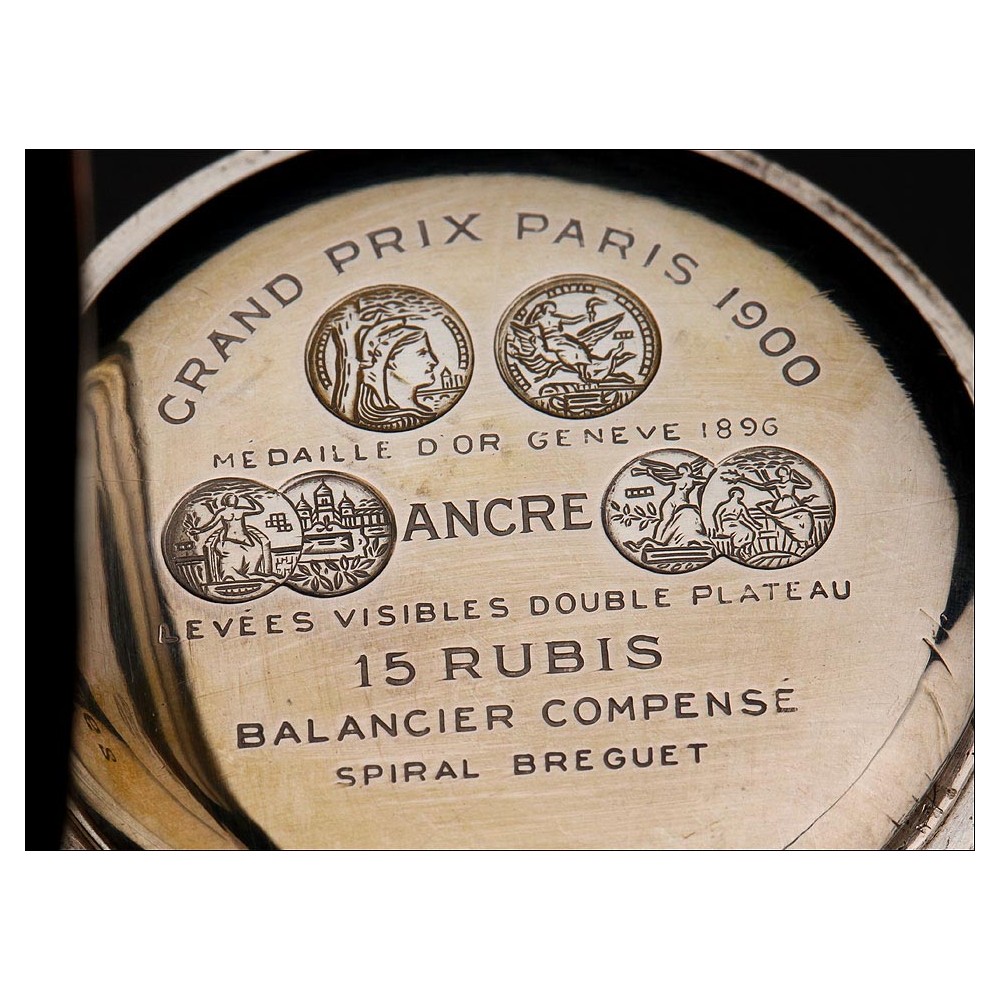 GRAND PRIX PARIS 1900
MÉDAILLE D'OR GENEVE 1896
ANCRE
LEVÉES VISIBLES DOUBLE PLATEAU
15 RUBIS
BALANCIER COMPENSÉ
SPIRAL BREGUET